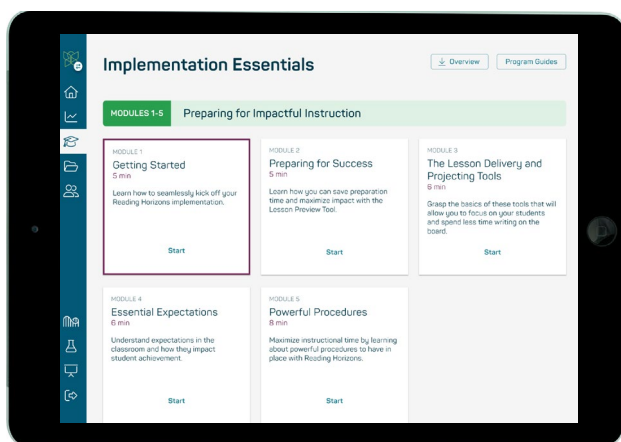 Implementation Essentials
Overview
Program Guides
MODULES 1-5
Preparing for Impactful Instruction
MODULE 1
Getting Started
5 min
Learn how to seamlessly kick off your
Reading Horizons implementation.
Start
MODULE 2
Preparing for Success
5 min
Learn how you can save preparation
time and maximize impact with the
Lesson Preview Tool.
Start
MODULE 3
The Lesson Delivery and
Projecting Tools
6 min
Grasp the basics of these tools that will
allow you to focus on your students
and spend less time writing on the
board.
Start
MODULE 4
Essential Expectations
6 min
Understand expectations in the
classroom and how they impact
student achievement.
Start
MODULE 5
Powerful Procedures
8 min
Maximize instructional time by learning
about powerful procedures to have in
place with Reading Horizons.
Start